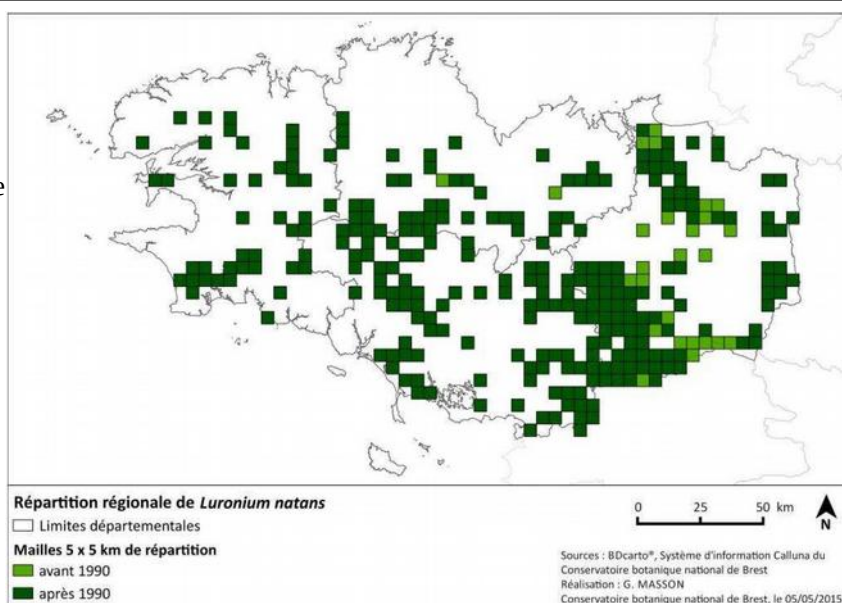 e
Répartition régionale de Luronium natans
Limites départementales
Mailles 5 x 5 km de répartition
avant 1990
après 1990
0 25 50 km
N
Sources : BDcarto®, Système d'information Calluna du
Conservatoire botanique national de Brest
Réalisation : G. MASSON
Conservatoire botanique national de Brest, le 05/05/2015